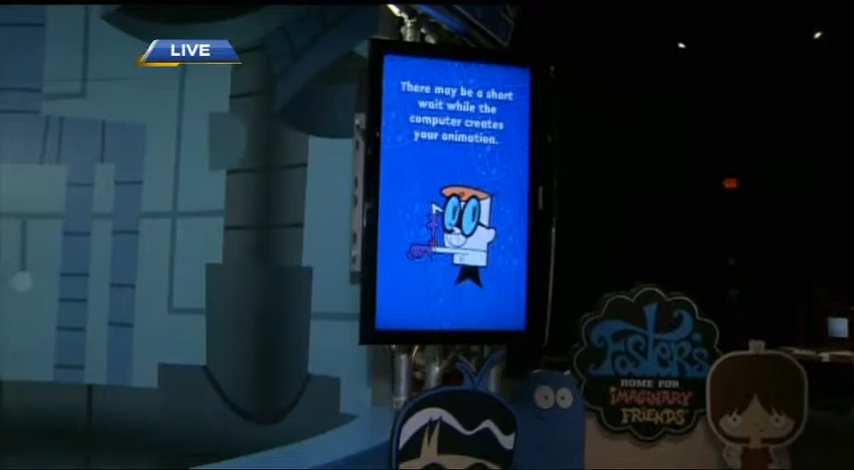 LIVE
There may be a short
wait while the
computer creates
your animation.
Foster's
HOME FOR
IMAGINARY
FRIENDS